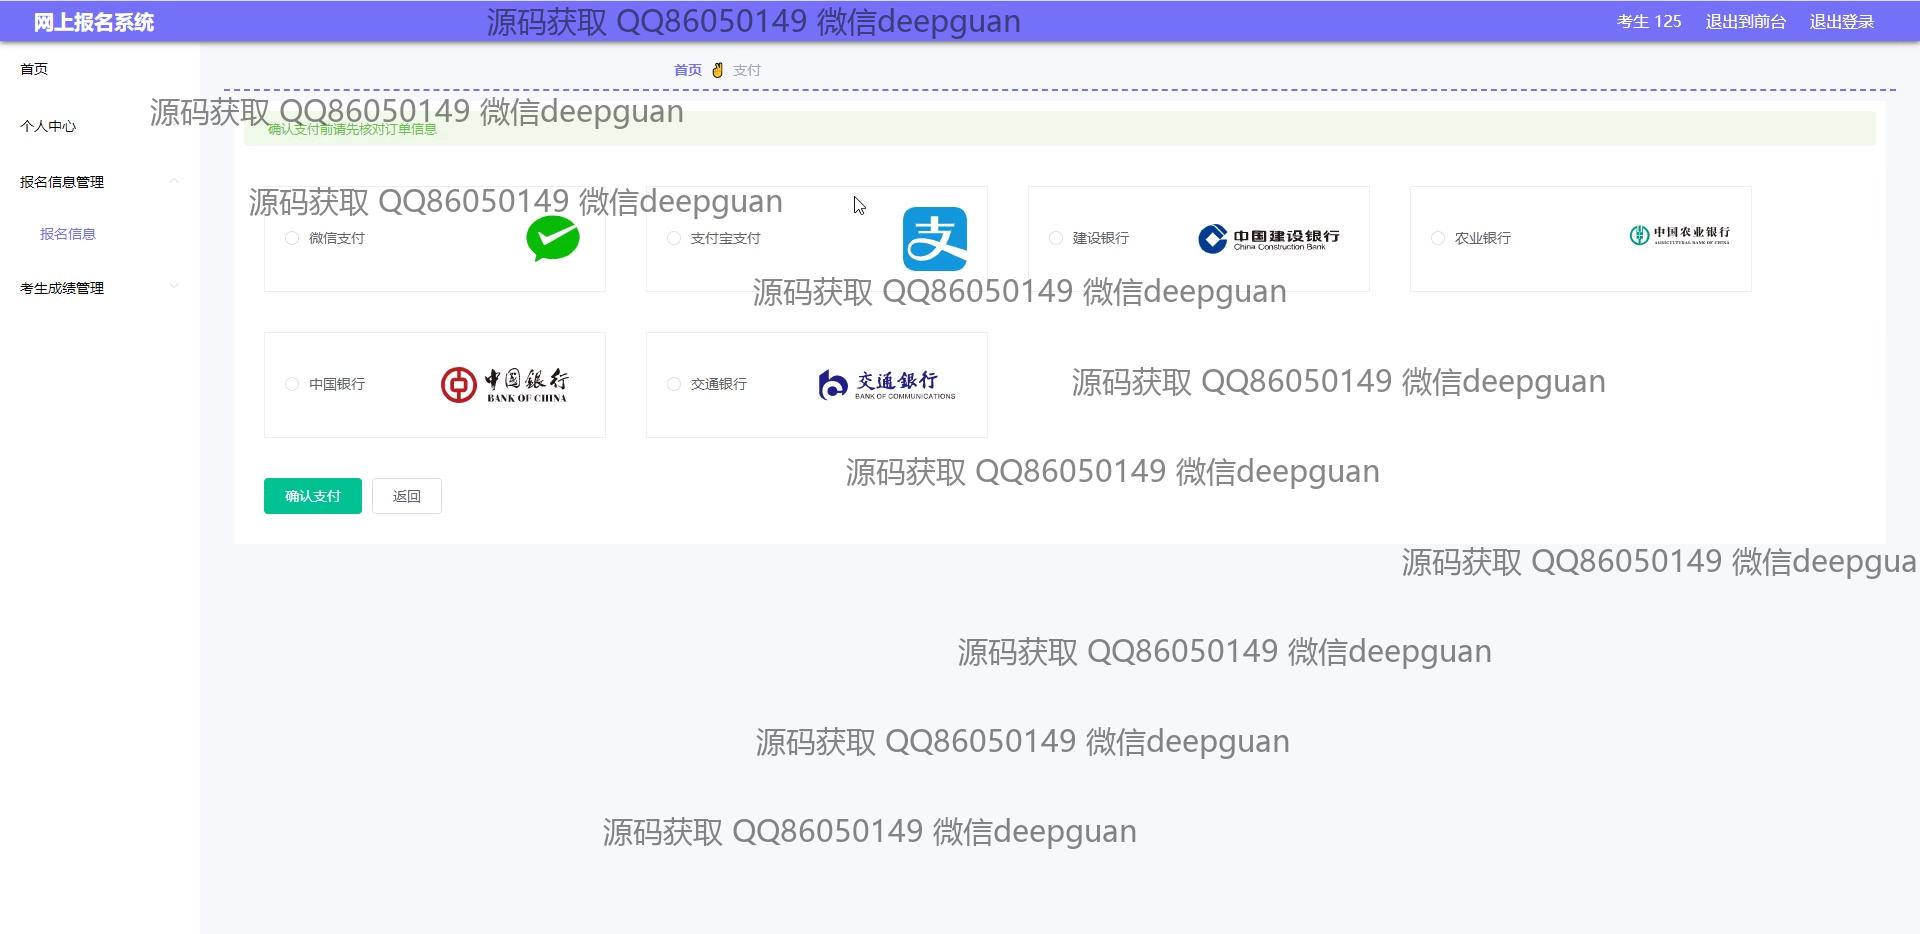 网上报名系统
源码获取 QQ86050149 微信deepguan
考生 125 退出到前台 退出登录
首页
首页 支付
源码获取 QQ86050149 微信deepguan
个人中心
确认支付前请先核对订单信息
报名信息管理
源码获取 QQ86050149 微信deepguan
报名信息
微信支付
支付宝支付
支
建设银行
中国建设银行
China Construction Bank
农业银行
中国农业银行
AGRICULTURAL BANK OF CHINA
考生成绩管理
源码获取 QQ86050149 微信deepguan
中国银行
中国銀行
BANK OF CHINA
交通银行
交通銀行
BANK OF COMMUNICATIONS
源码获取 QQ86050149 微信deepguan
源码获取 QQ86050149 微信deepguan
确认支付
返回
源码获取 QQ86050149 微信deepgua
源码获取 QQ86050149 微信deepguan
源码获取 QQ86050149 微信deepguan
源码获取 QQ86050149 微信deepguan